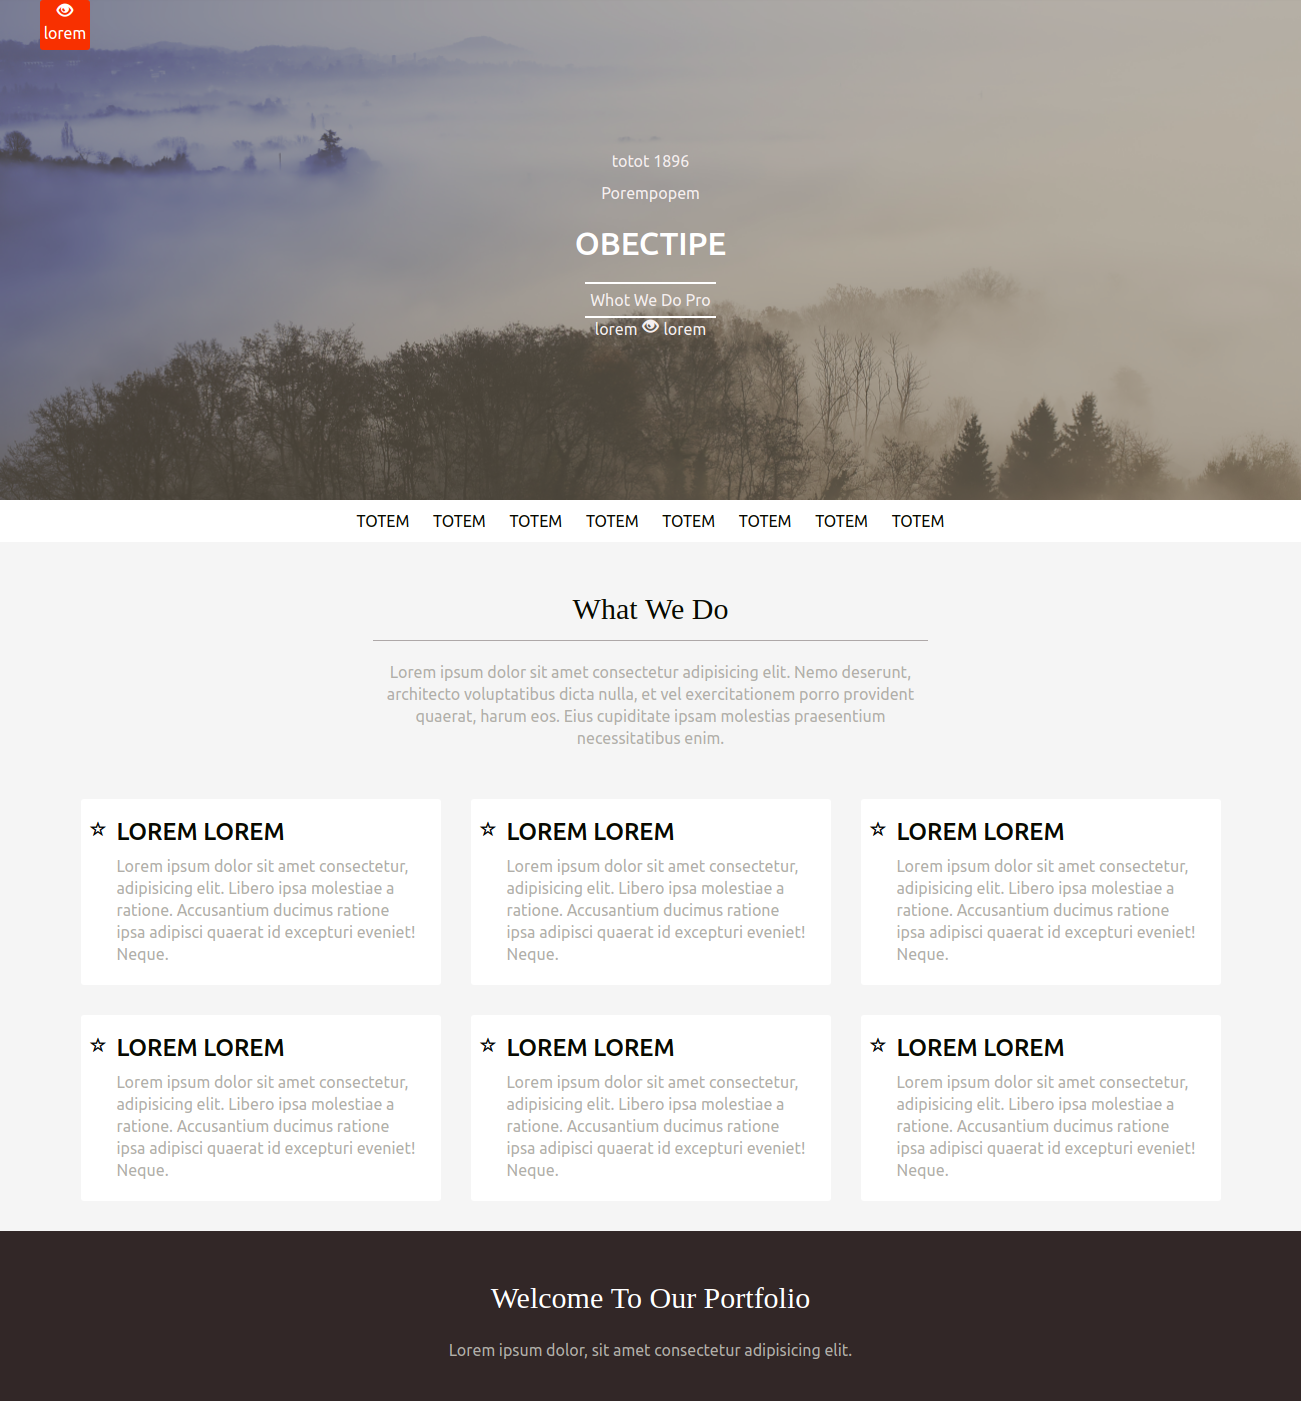 lorem
totot 1896
Porempopem
OBECTIPE
Whot We Do Pro
lorem lorem
TOTEM TOTEM TOTEM TOTEM TOTEM TOTEM TOTEM TOTEM
What We Do
Lorem ipsum dolor sit amet consectetur adipisicing elit. Nemo deserunt,
architecto voluptatibus dicta nulla, et vel exercitationem porro provident
quaerat, harum eos. Eius cupiditate ipsam molestias praesentium
necessitatibus enim.
LOREM LOREM
Lorem ipsum dolor sit amet consectetur,
adipisicing elit. Libero ipsa molestiae a
ratione. Accusantium ducimus ratione
ipsa adipisci quaerat id excepturi eveniet!
Neque.
LOREM LOREM
Lorem ipsum dolor sit amet consectetur,
adipisicing elit. Libero ipsa molestiae a
ratione. Accusantium ducimus ratione
ipsa adipisci quaerat id excepturi eveniet!
Neque.
LOREM LOREM
Lorem ipsum dolor sit amet consectetur,
adipisicing elit. Libero ipsa molestiae a
ratione. Accusantium ducimus ratione
ipsa adipisci quaerat id excepturi eveniet!
Neque.
LOREM LOREM
Lorem ipsum dolor sit amet consectetur,
adipisicing elit. Libero ipsa molestiae a
ratione. Accusantium ducimus ratione
ipsa adipisci quaerat id excepturi eveniet!
Neque.
LOREM LOREM
Lorem ipsum dolor sit amet consectetur,
adipisicing elit. Libero ipsa molestiae a
ratione. Accusantium ducimus ratione
ipsa adipisci quaerat id excepturi eveniet!
Neque.
LOREM LOREM
Lorem ipsum dolor sit amet consectetur,
adipisicing elit. Libero ipsa molestiae a
ratione. Accusantium ducimus ratione
ipsa adipisci quaerat id excepturi eveniet!
Neque.
Welcome To Our Portfolio
Lorem ipsum dolor, sit amet consectetur adipisicing elit.